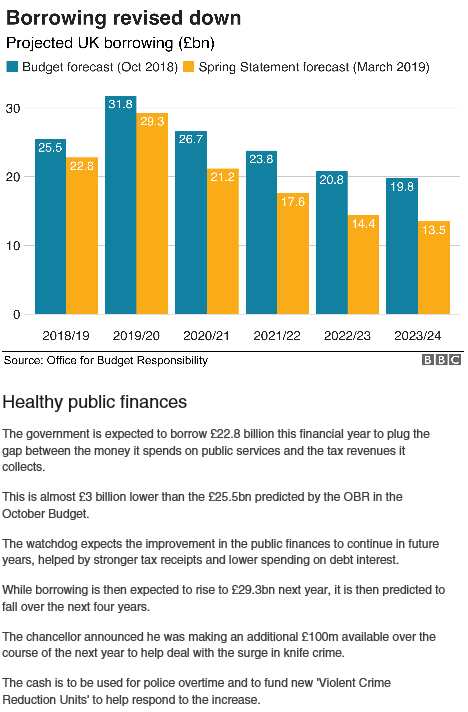 Borrowing revised down
Projected UK borrowing (£bn)
Budget forecast (Oct 2018) Spring Statement forecast (March 2019)
30
20
10
0
25.5 22.8
31.8 29.3
26.7 21.2
23.8 17.6
20.8 14.4
19.8 13.5
2018/19 2019/20 2020/21 2021/22 2022/23 2023/24
Source: Office for Budget Responsibility BBC
Healthy public finances
The government is expected to borrow £22.8 billion this financial year to plug the
gap between the money it spends on public services and the tax revenues it
collects.
This is almost £3 billion lower than the £25.5bn predicted by the OBR in the
October Budget.
The watchdog expects the improvement in the public finances to continue in future
years, helped by stronger tax receipts and lower spending on debt interest.
While borrowing is then expected to rise to £29.3bn next year, it is then predicted to
fall over the next four years.
The chancellor announced he was making an additional £100m available over the
course of the next year to help deal with the surge in knife crime.
The cash is to be used for police overtime and to fund new 'Violent Crime
Reduction Units' to help respond to the increase.